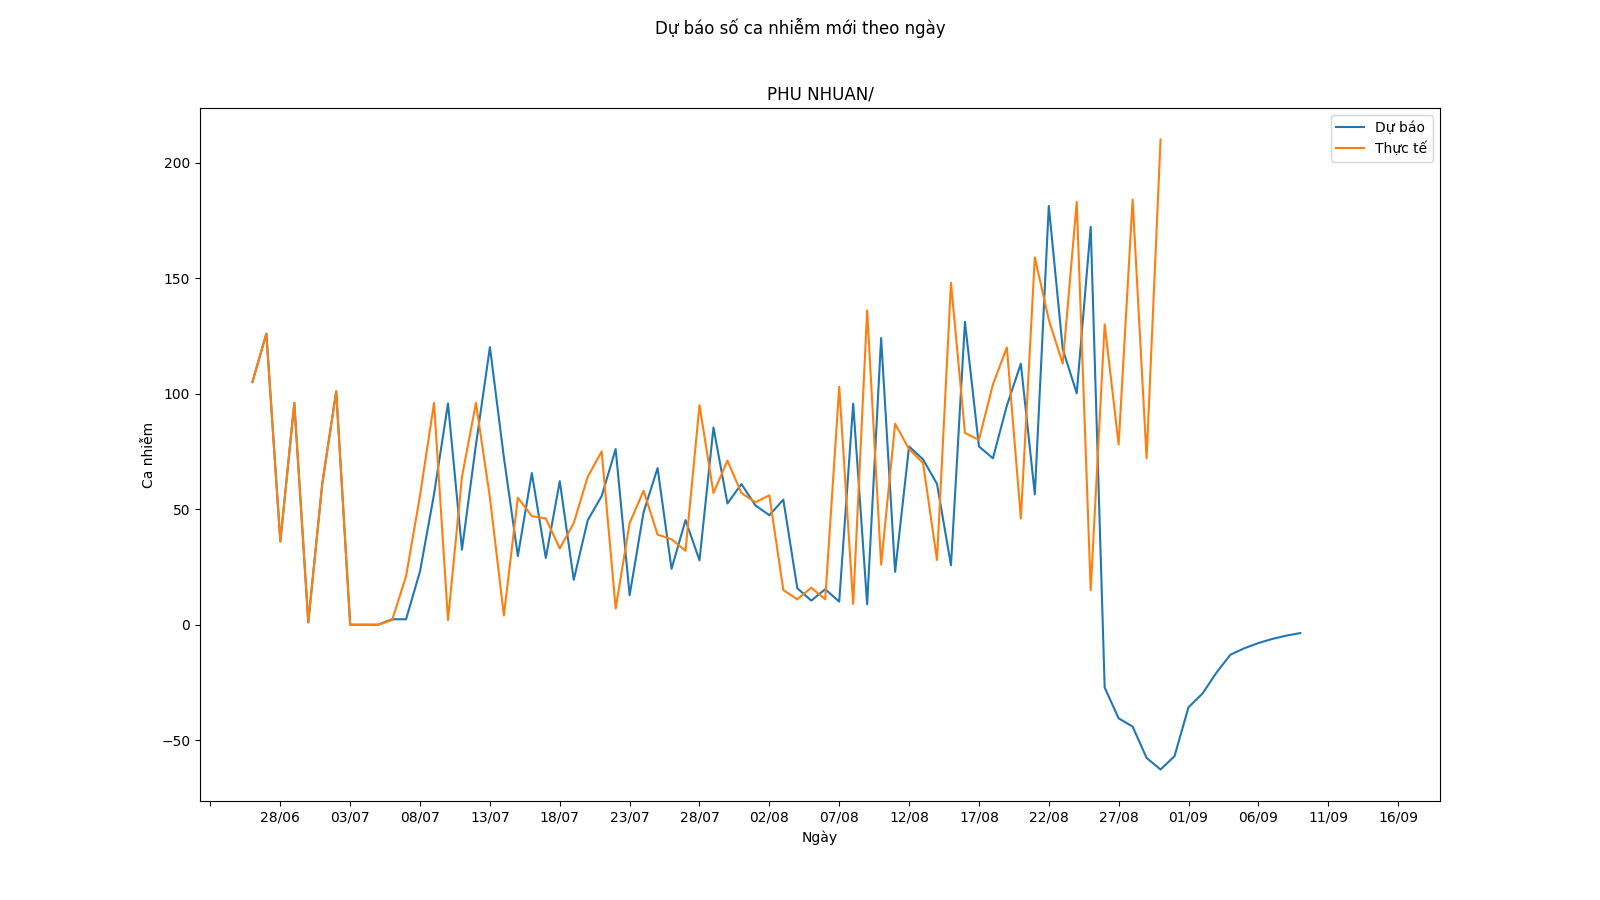 Dự báo số ca nhiễm mới theo ngày
PHU NHUAN/
Dự báo
Thực tế
200
150
100
50
0
−50
Ca nhiễm
28/06 03/07 08/07 13/07 18/07 23/07 28/07 02/08 07/08 12/08 17/08 22/08 27/08 01/09 06/09 11/09 16/09
Ngày